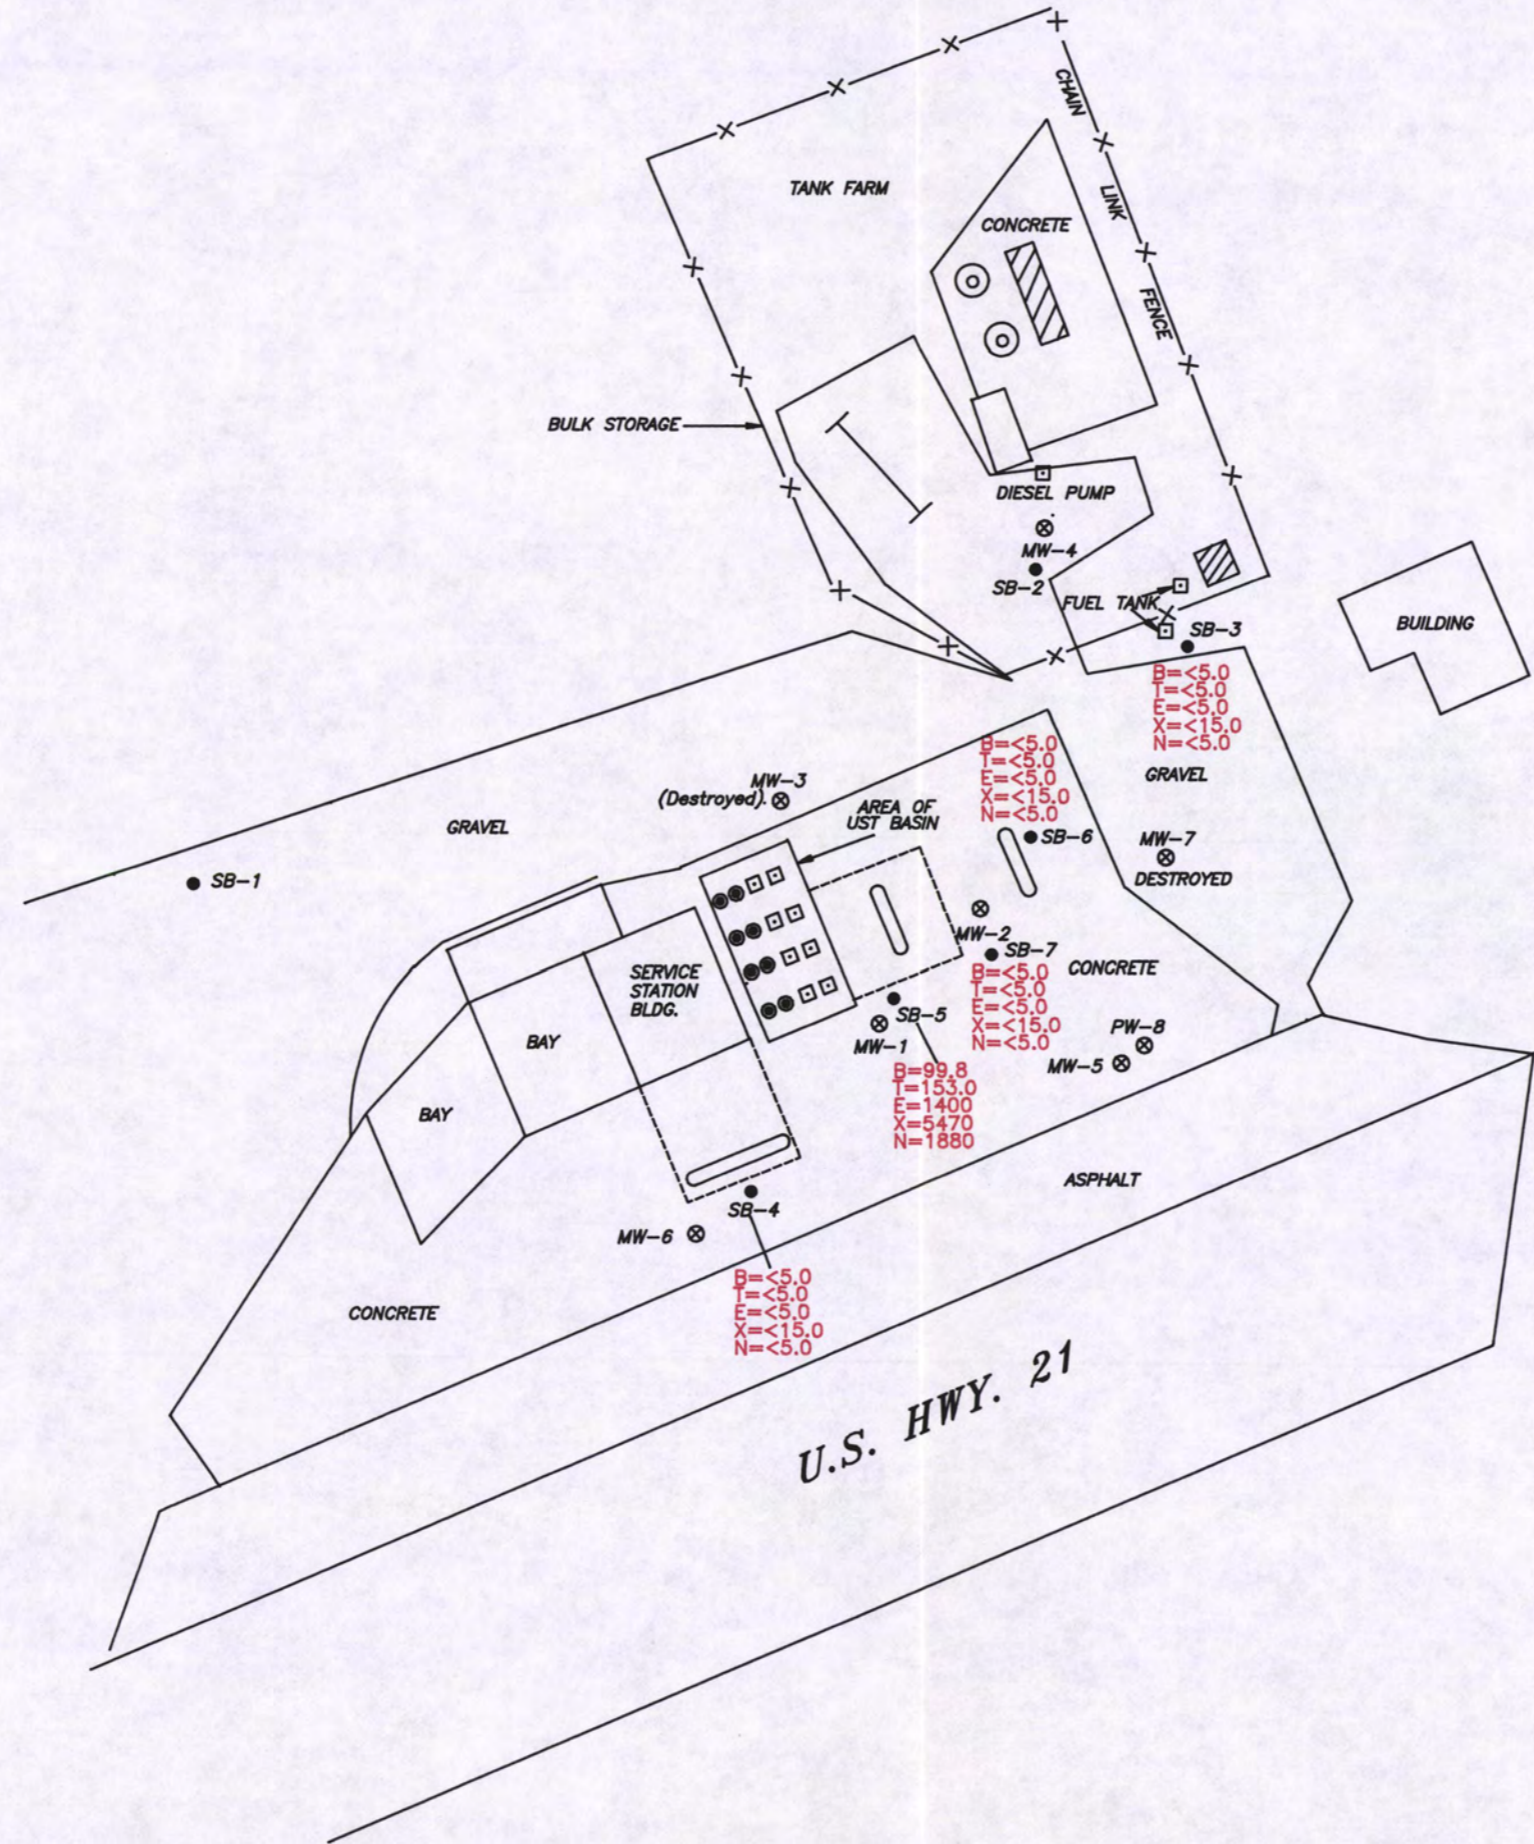 CHAIN
LINK
FENCE
TANK FARM
CONCRETE
BULK STORAGE
DIESEL PUMP
MW-4
SB-2
FUEL TANK
SB-3
BUILDING
B=<5.0
T=<5.0
E=<5.0
X=<15.0
N=<5.0
GRAVEL
B=<5.0
T=<5.0
E=<5.0
X=<15.0
N=<5.0
MW-3
(Destroyed).
AREA OF
UST BASIN
GRAVEL
SB-6
MW-7
DESTROYED
SB-1
MW-2
SB-7
CONCRETE
B=<5.0
T=<5.0
E=<5.0
X=<15.0
N=<5.0
SERVICE
STATION
BLDG.
SB-5
MW-1
PW-8
MW-5
BAY
BAY
B=99.8
T=153.0
E=1400
X=5470
N=1880
ASPHALT
SB-4
MW-6
B=<5.0
T=<5.0
E=<5.0
X=<15.0
N=<5.0
CONCRETE
U.S. HWY. 21